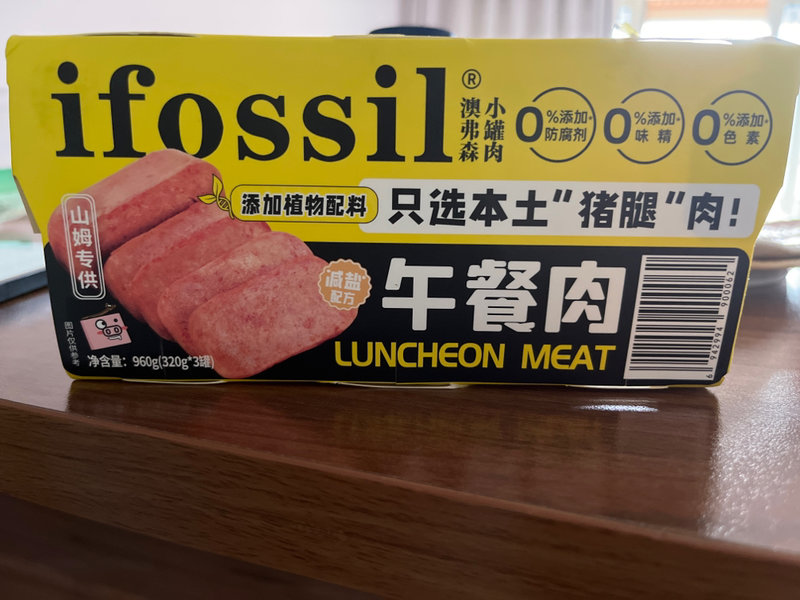 ifossil®
澳弗森
小罐肉
0%添加
防腐剂
0%添加
味精
0%添加
色素
添加植物配料
只选本土“猪腿”肉！
山姆专供
减盐
配方
午餐肉
LUNCHEON MEAT
图片仅供参考
净含量：960g(320g*3罐)
6 942994 900062